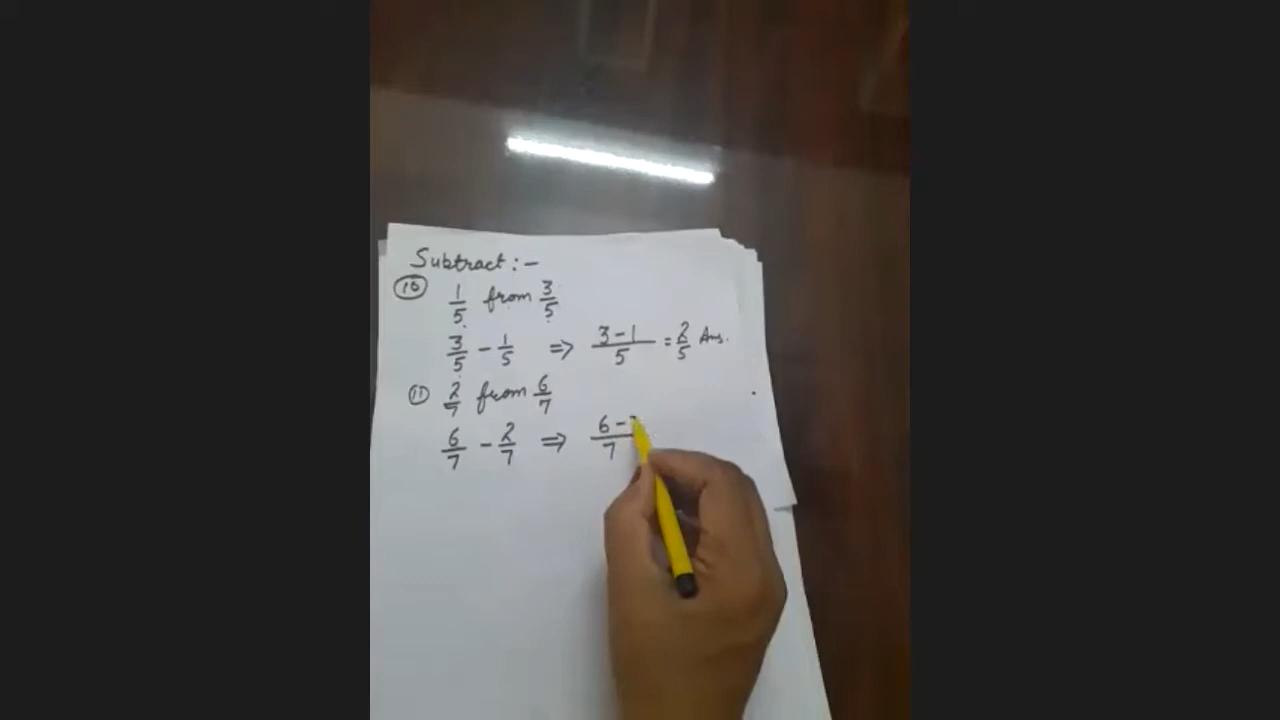 Subtract :-
⑩ 1/5 from 3/5
3/5 - 1/5 ⇒ 3-1/5 = 2/5 Ans.
⑪ 2/7 from 6/7
6/7 - 2/7 ⇒ 6-/7